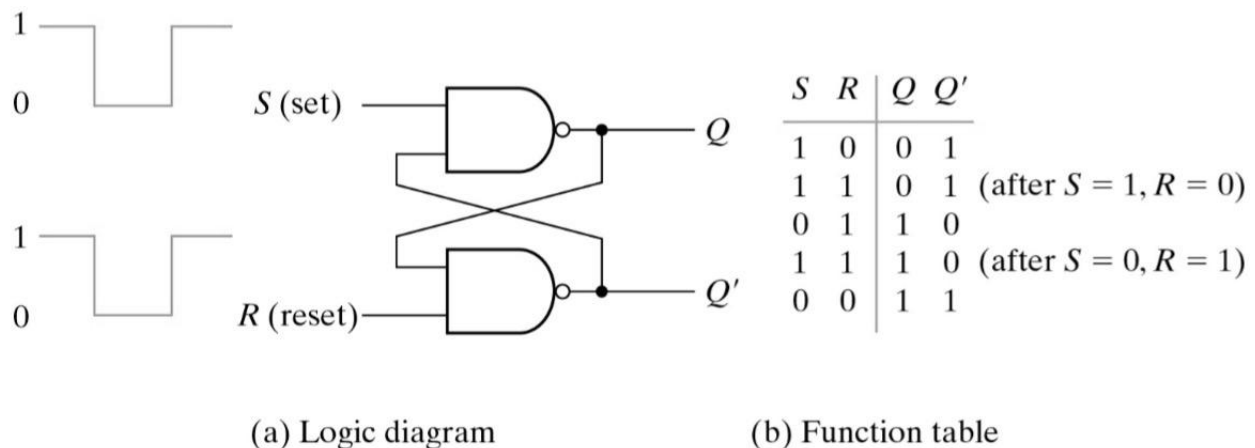 1
0
S (set)
Q
1
0
R (reset)
Q'
S R Q Q'
1 0 0 1
1 1 0 1 (after S = 1, R = 0)
0 1 1 0
1 1 1 0 (after S = 0, R = 1)
0 0 1 1
(a) Logic diagram
(b) Function table